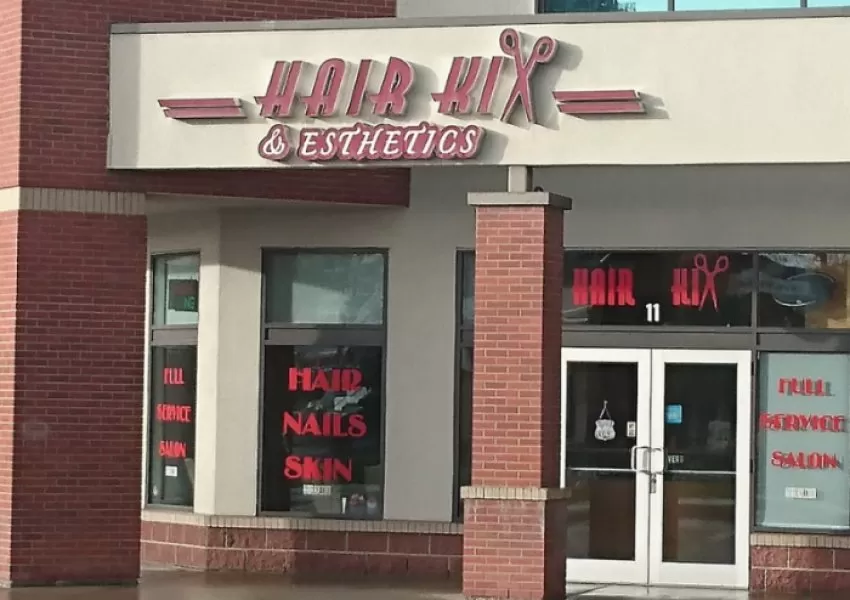 HAIR KIX
& ESTHETICS
HAIR KIX
11
FULL
SERVICE
SALON
HAIR
NAILS
SKIN
FULL
SERVICE
SALON